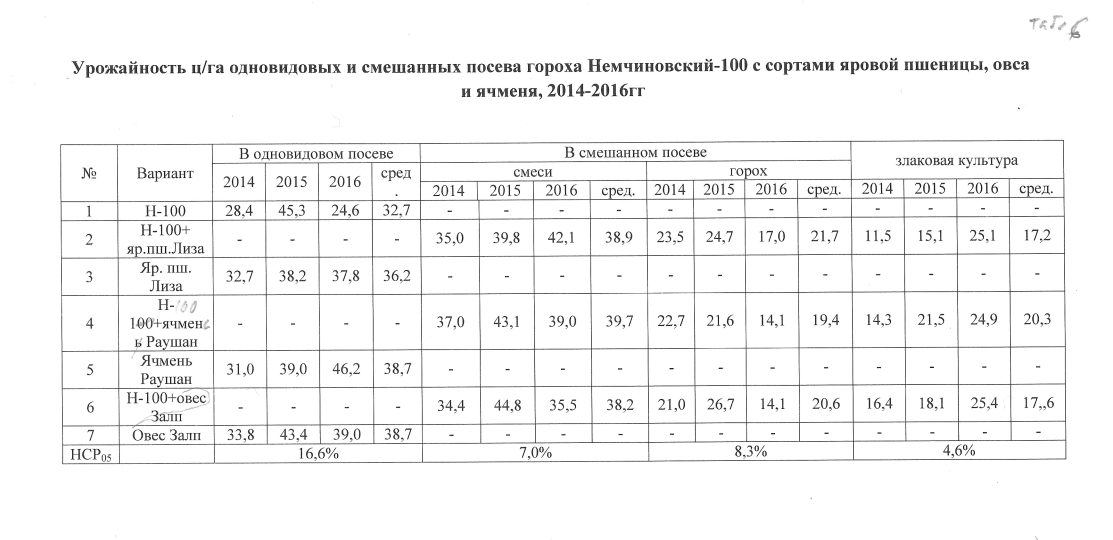 табл 6
Урожайность ц/га одновидовых и смешанных посева гороха Немчиновский-100 с сортами яровой пшеницы, овса
и ячменя, 2014-2016гг
№ Вариант В одновидовом посеве В смешанном посеве злаковая культура
смеси горох
2014 2015 2016 сред. 2014 2015 2016 сред. 2014 2015 2016 сред. 2014 2015 2016 сред.
1 Н-100 28,4 45,3 24,6 32,7 - - - - - - - - - - - -
2 Н-100+
яр.пш.Лиза - - - - 35,0 39,8 42,1 38,9 23,5 24,7 17,0 21,7 11,5 15,1 25,1 17,2
3 Яр. пш.
Лиза 32,7 38,2 37,8 36,2 - - - - - - - - - - - -
4 Н-100
100+ячмен
ь Раушан - - - - 37,0 43,1 39,0 39,7 22,7 21,6 14,1 19,4 14,3 21,5 24,9 20,3
5 Ячмень
Раушан 31,0 39,0 46,2 38,7 - - - - - - - - - - - -
6 Н-100+овес
Залп - - - - 34,4 44,8 35,5 38,2 21,0 26,7 14,1 20,6 16,4 18,1 25,4 17,,6
7 Овес Залп 33,8 43,4 39,0 38,7 - - - - - - - - - - - -
НСР05 16,6% 7,0% 8,3% 4,6%